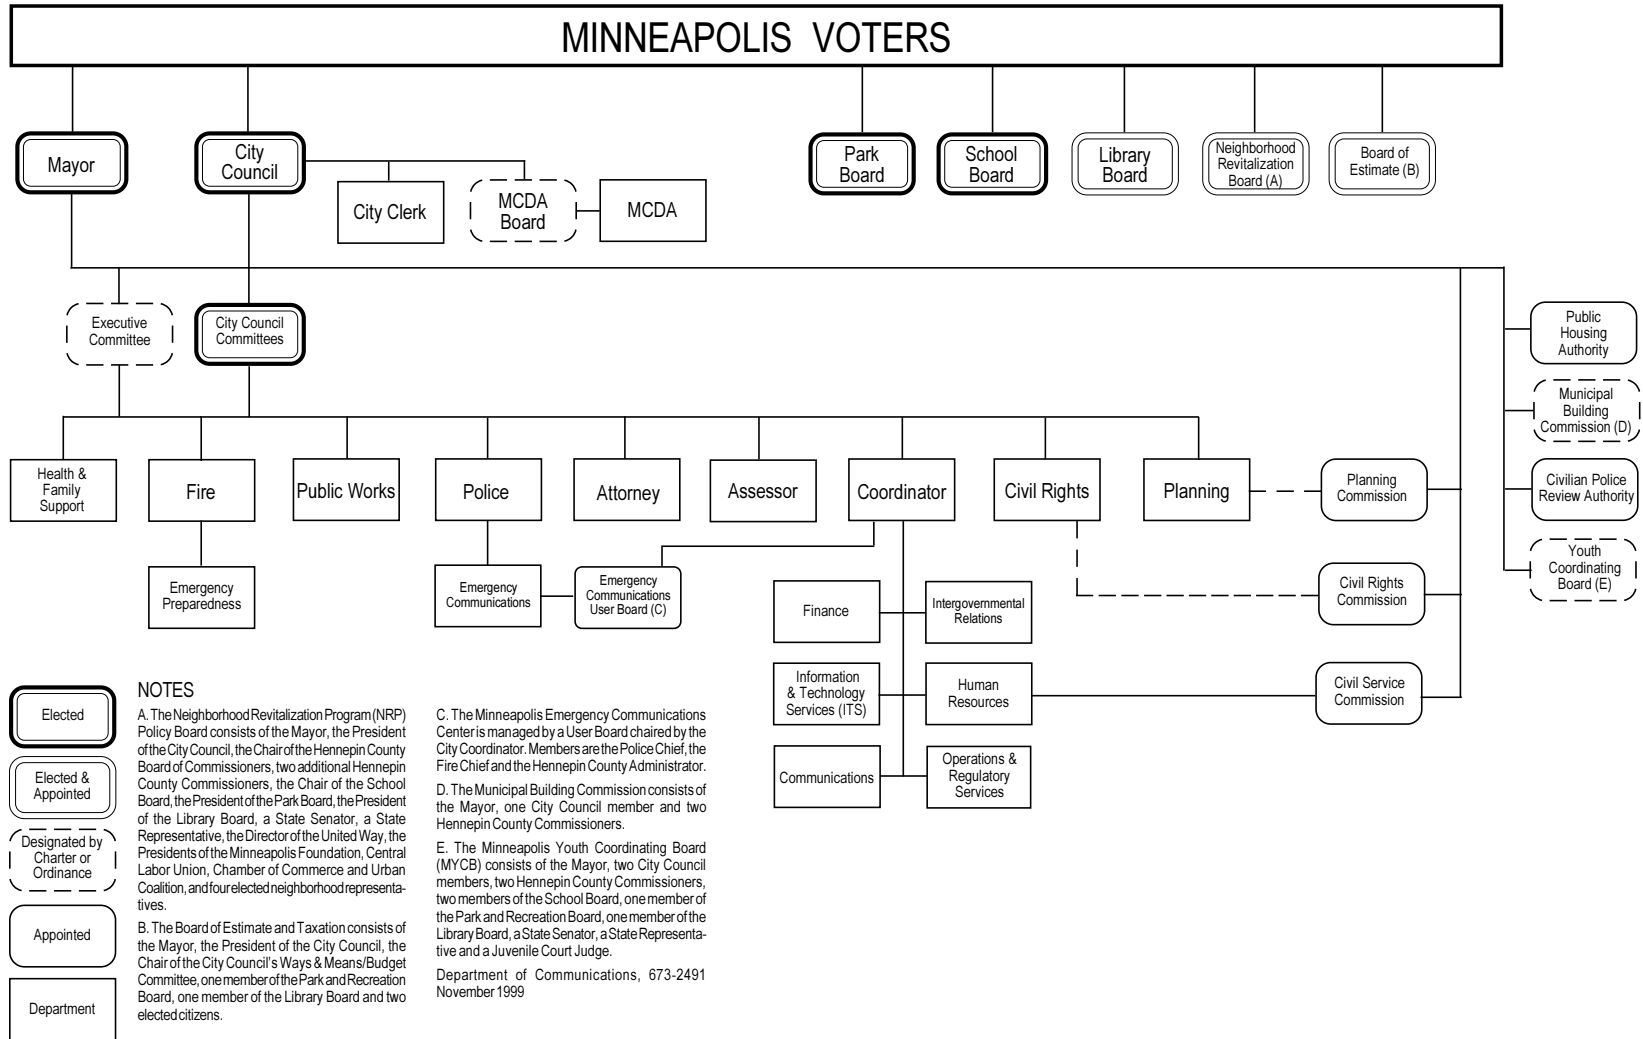 MINNEAPOLIS VOTERS
Mayor
City
Council
Park
Board
School
Board
Library
Board
Neighborhood
Revitalization
Board (A)
Board of
Estimate (B)
City Clerk
MCDA
Board
MCDA
Executive
Committee
City Council
Committees
Public
Housing
Authority
Municipal
Building
Commission (D)
Civilian Police
Review Authority
Youth
Coordinating
Board (E)
Health &
Family
Support
Fire
Public Works
Police
Attorney
Assessor
Coordinator
Civil Rights
Planning
Planning
Commission
Emergency
Preparedness
Emergency
Communications
Emergency
Communications
User Board (C)
Civil Rights
Commission
Finance
Intergovernmental
Relations
Information
& Technology
Services (ITS)
Human
Resources
Civil Service
Commission
Communications
Operations &
Regulatory
Services
Elected
Elected &
Appointed
Designated by
Charter or
Ordinance
Appointed
Department
NOTES
A. The Neighborhood Revitalization Program (NRP)
Policy Board consists of the Mayor, the President
of the City Council, the Chair of the Hennepin County
Board of Commissioners, two additional Hennepin
County Commissioners, the Chair of the School
Board, the President of the Park Board, the President
of the Library Board, a State Senator, a State
Representative, the Director of the United Way, the
Presidents of the Minneapolis Foundation, Central
Labor Union, Chamber of Commerce and Urban
Coalition, and four elected neighborhood representa-
tives.
B. The Board of Estimate and Taxation consists of
the Mayor, the President of the City Council, the
Chair of the City Council's Ways & Means/Budget
Committee, one member of the Park and Recreation
Board, one member of the Library Board and two
elected citizens.
C. The Minneapolis Emergency Communications
Center is managed by a User Board chaired by the
City Coordinator. Members are the Police Chief, the
Fire Chief and the Hennepin County Administrator.
D. The Municipal Building Commission consists of
the Mayor, one City Council member and two
Hennepin County Commissioners.
E. The Minneapolis Youth Coordinating Board
(MYCB) consists of the Mayor, two City Council
members, two Hennepin County Commissioners,
two members of the School Board, one member of
the Park and Recreation Board, one member of the
Library Board, a State Senator, a State Representa-
tive and a Juvenile Court Judge.
Department of Communications, 673-2491
November 1999